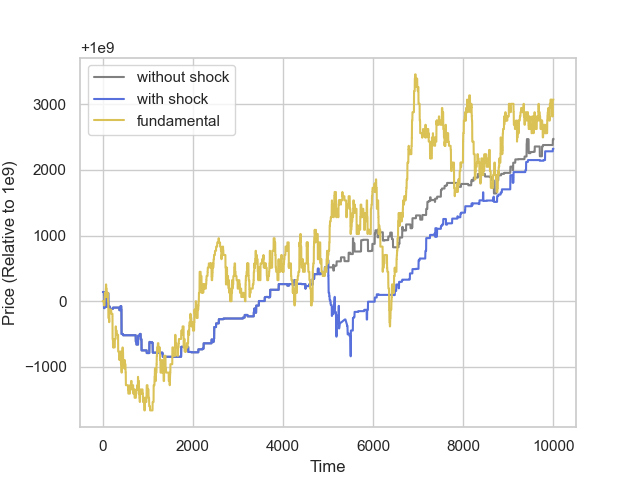 +1e9
without shock
with shock
fundamental
3000
2000
1000
0
−1000
0
2000
4000
6000
8000
10000
Time
Price (Relative to 1e9)